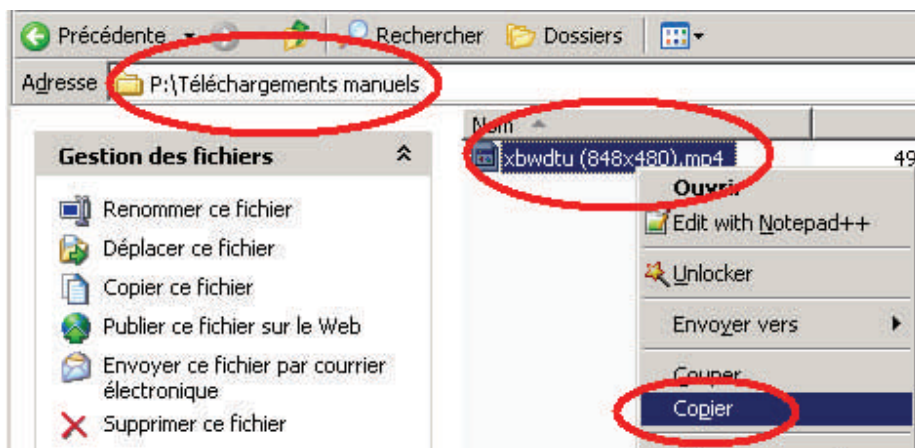 Précédente
Rechercher
Dossiers
Adresse
P:\Téléchargements manuels
Nom
Gestion des fichiers
xbwdtu (848x480).mp4
49
Renommer ce fichier
Déplacer ce fichier
Copier ce fichier
Publier ce fichier sur le Web
Envoyer ce fichier par courrier
électronique
Supprimer ce fichier
Ouvrir
Edit with Notepad++
Unlocker
Envoyer vers
Couper
Copier